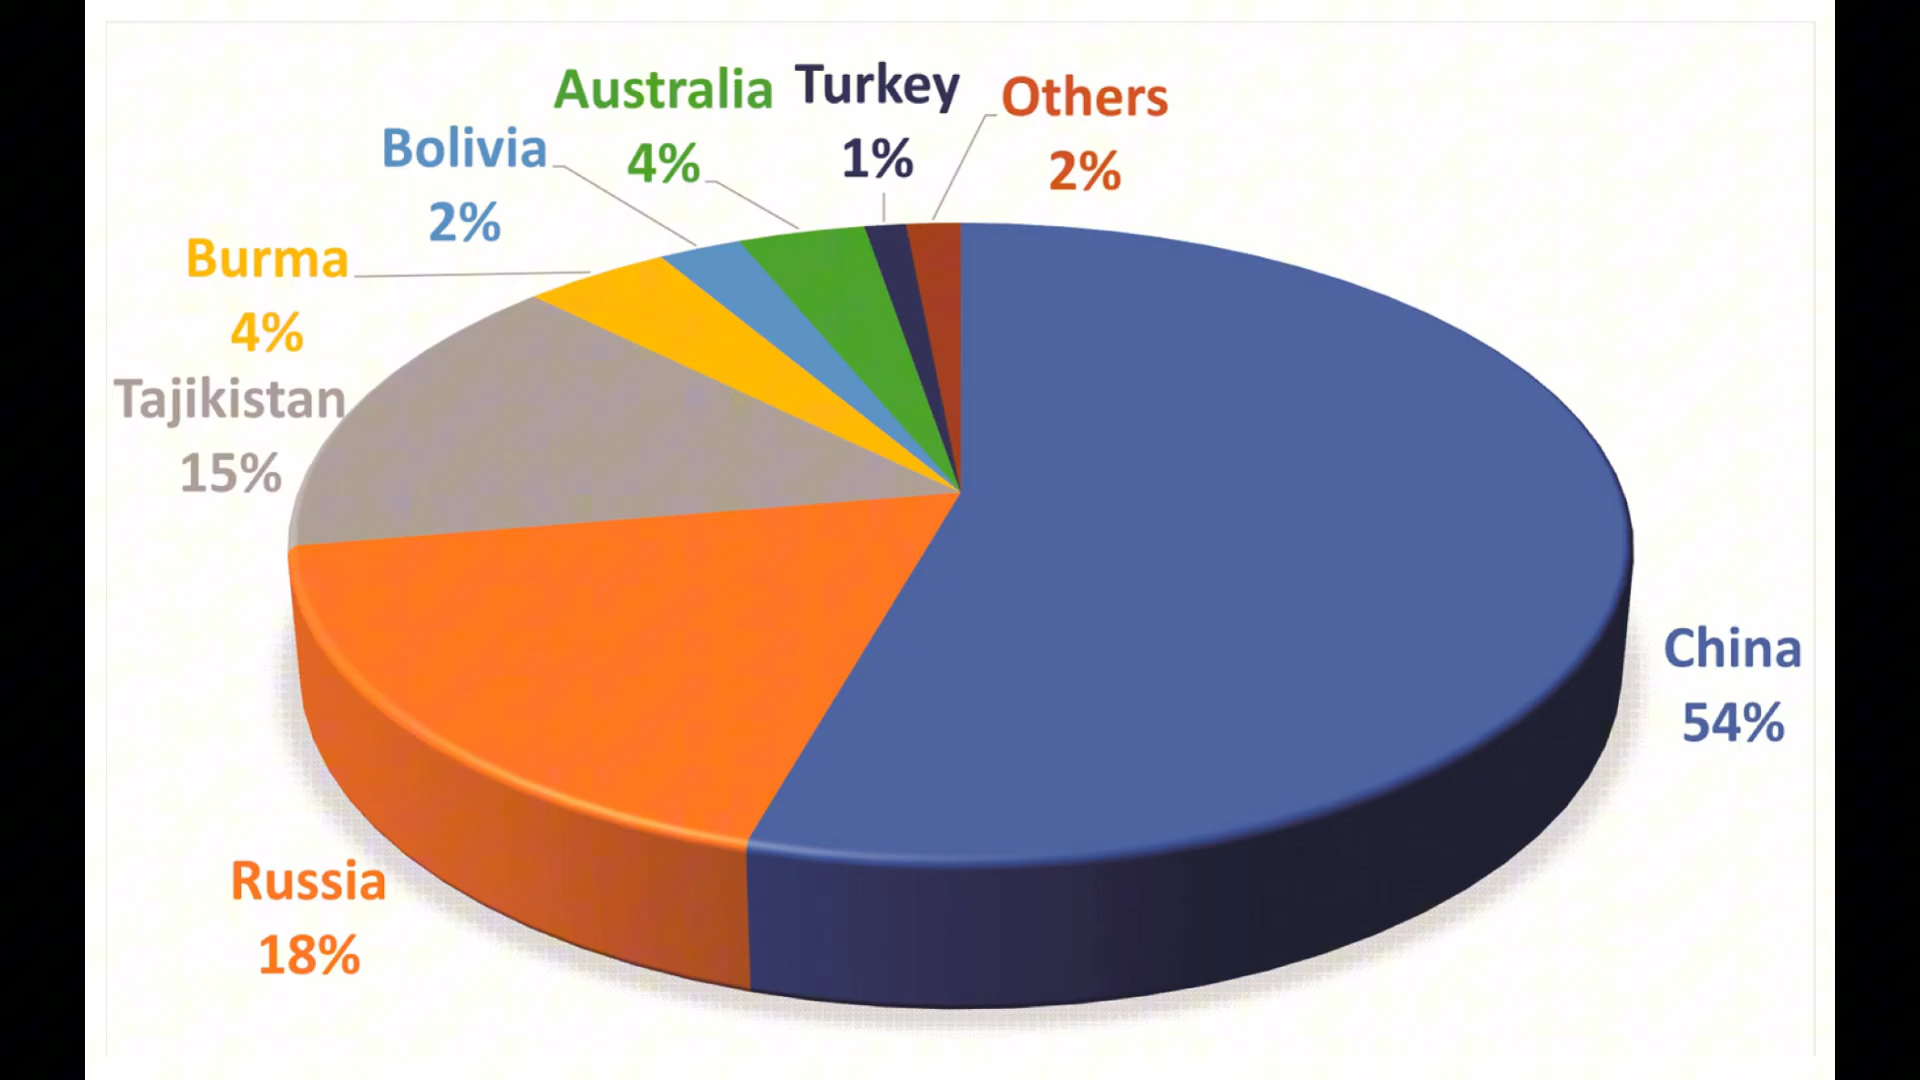 Australia
4%
Turkey
1%
Others
2%
Bolivia
2%
Burma
4%
Tajikistan
15%
China
54%
Russia
18%